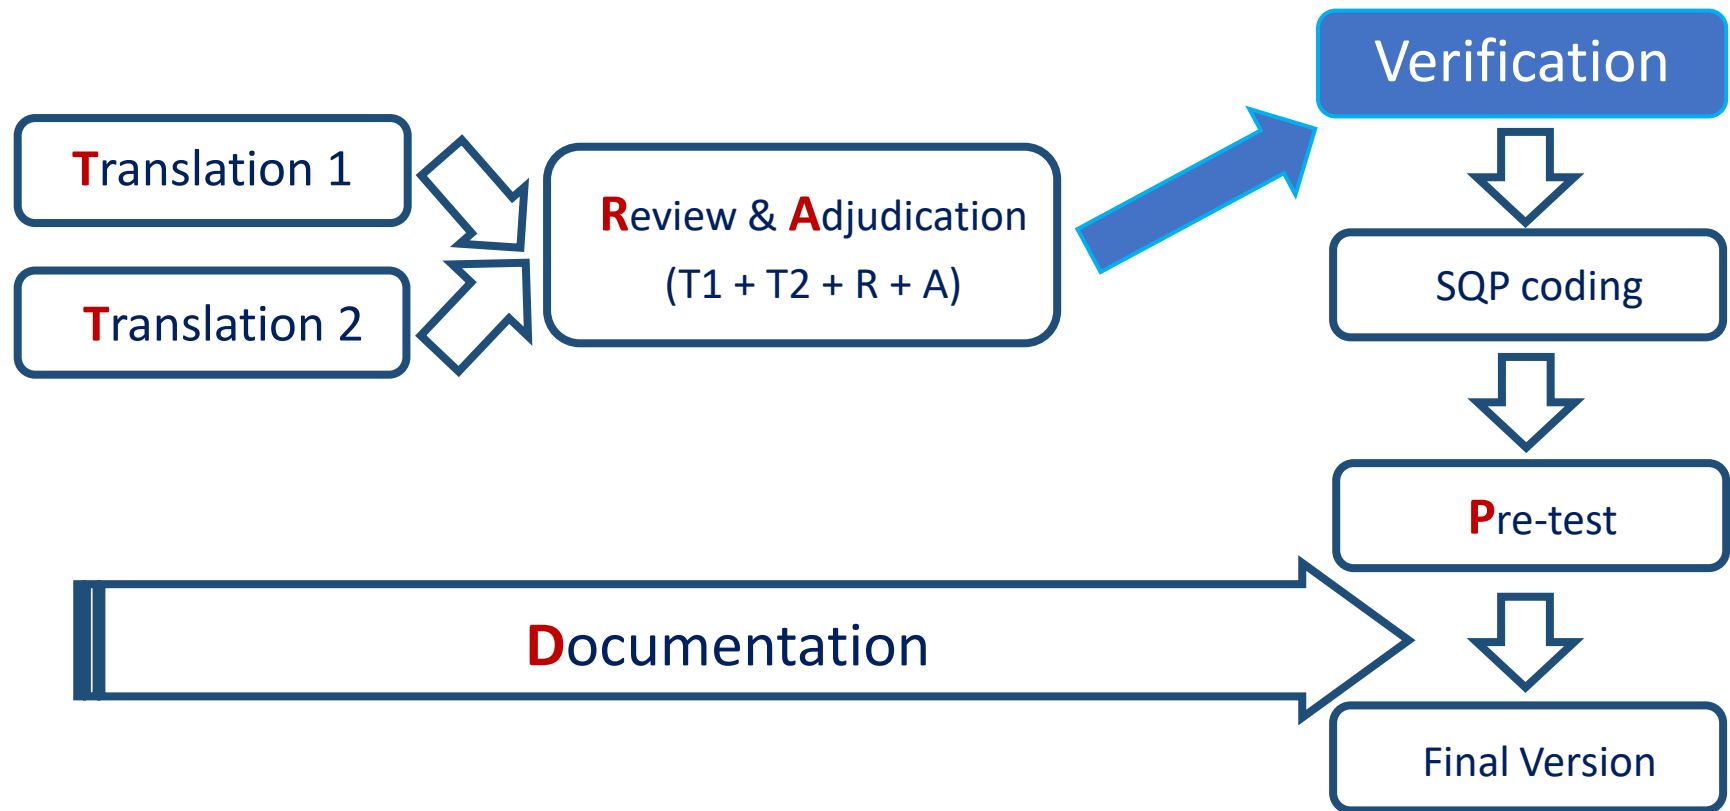 Translation 1
Translation 2
Review & Adjudication
(T1 + T2 + R + A)
Verification
SQP coding
Pre-test
Documentation
Final Version